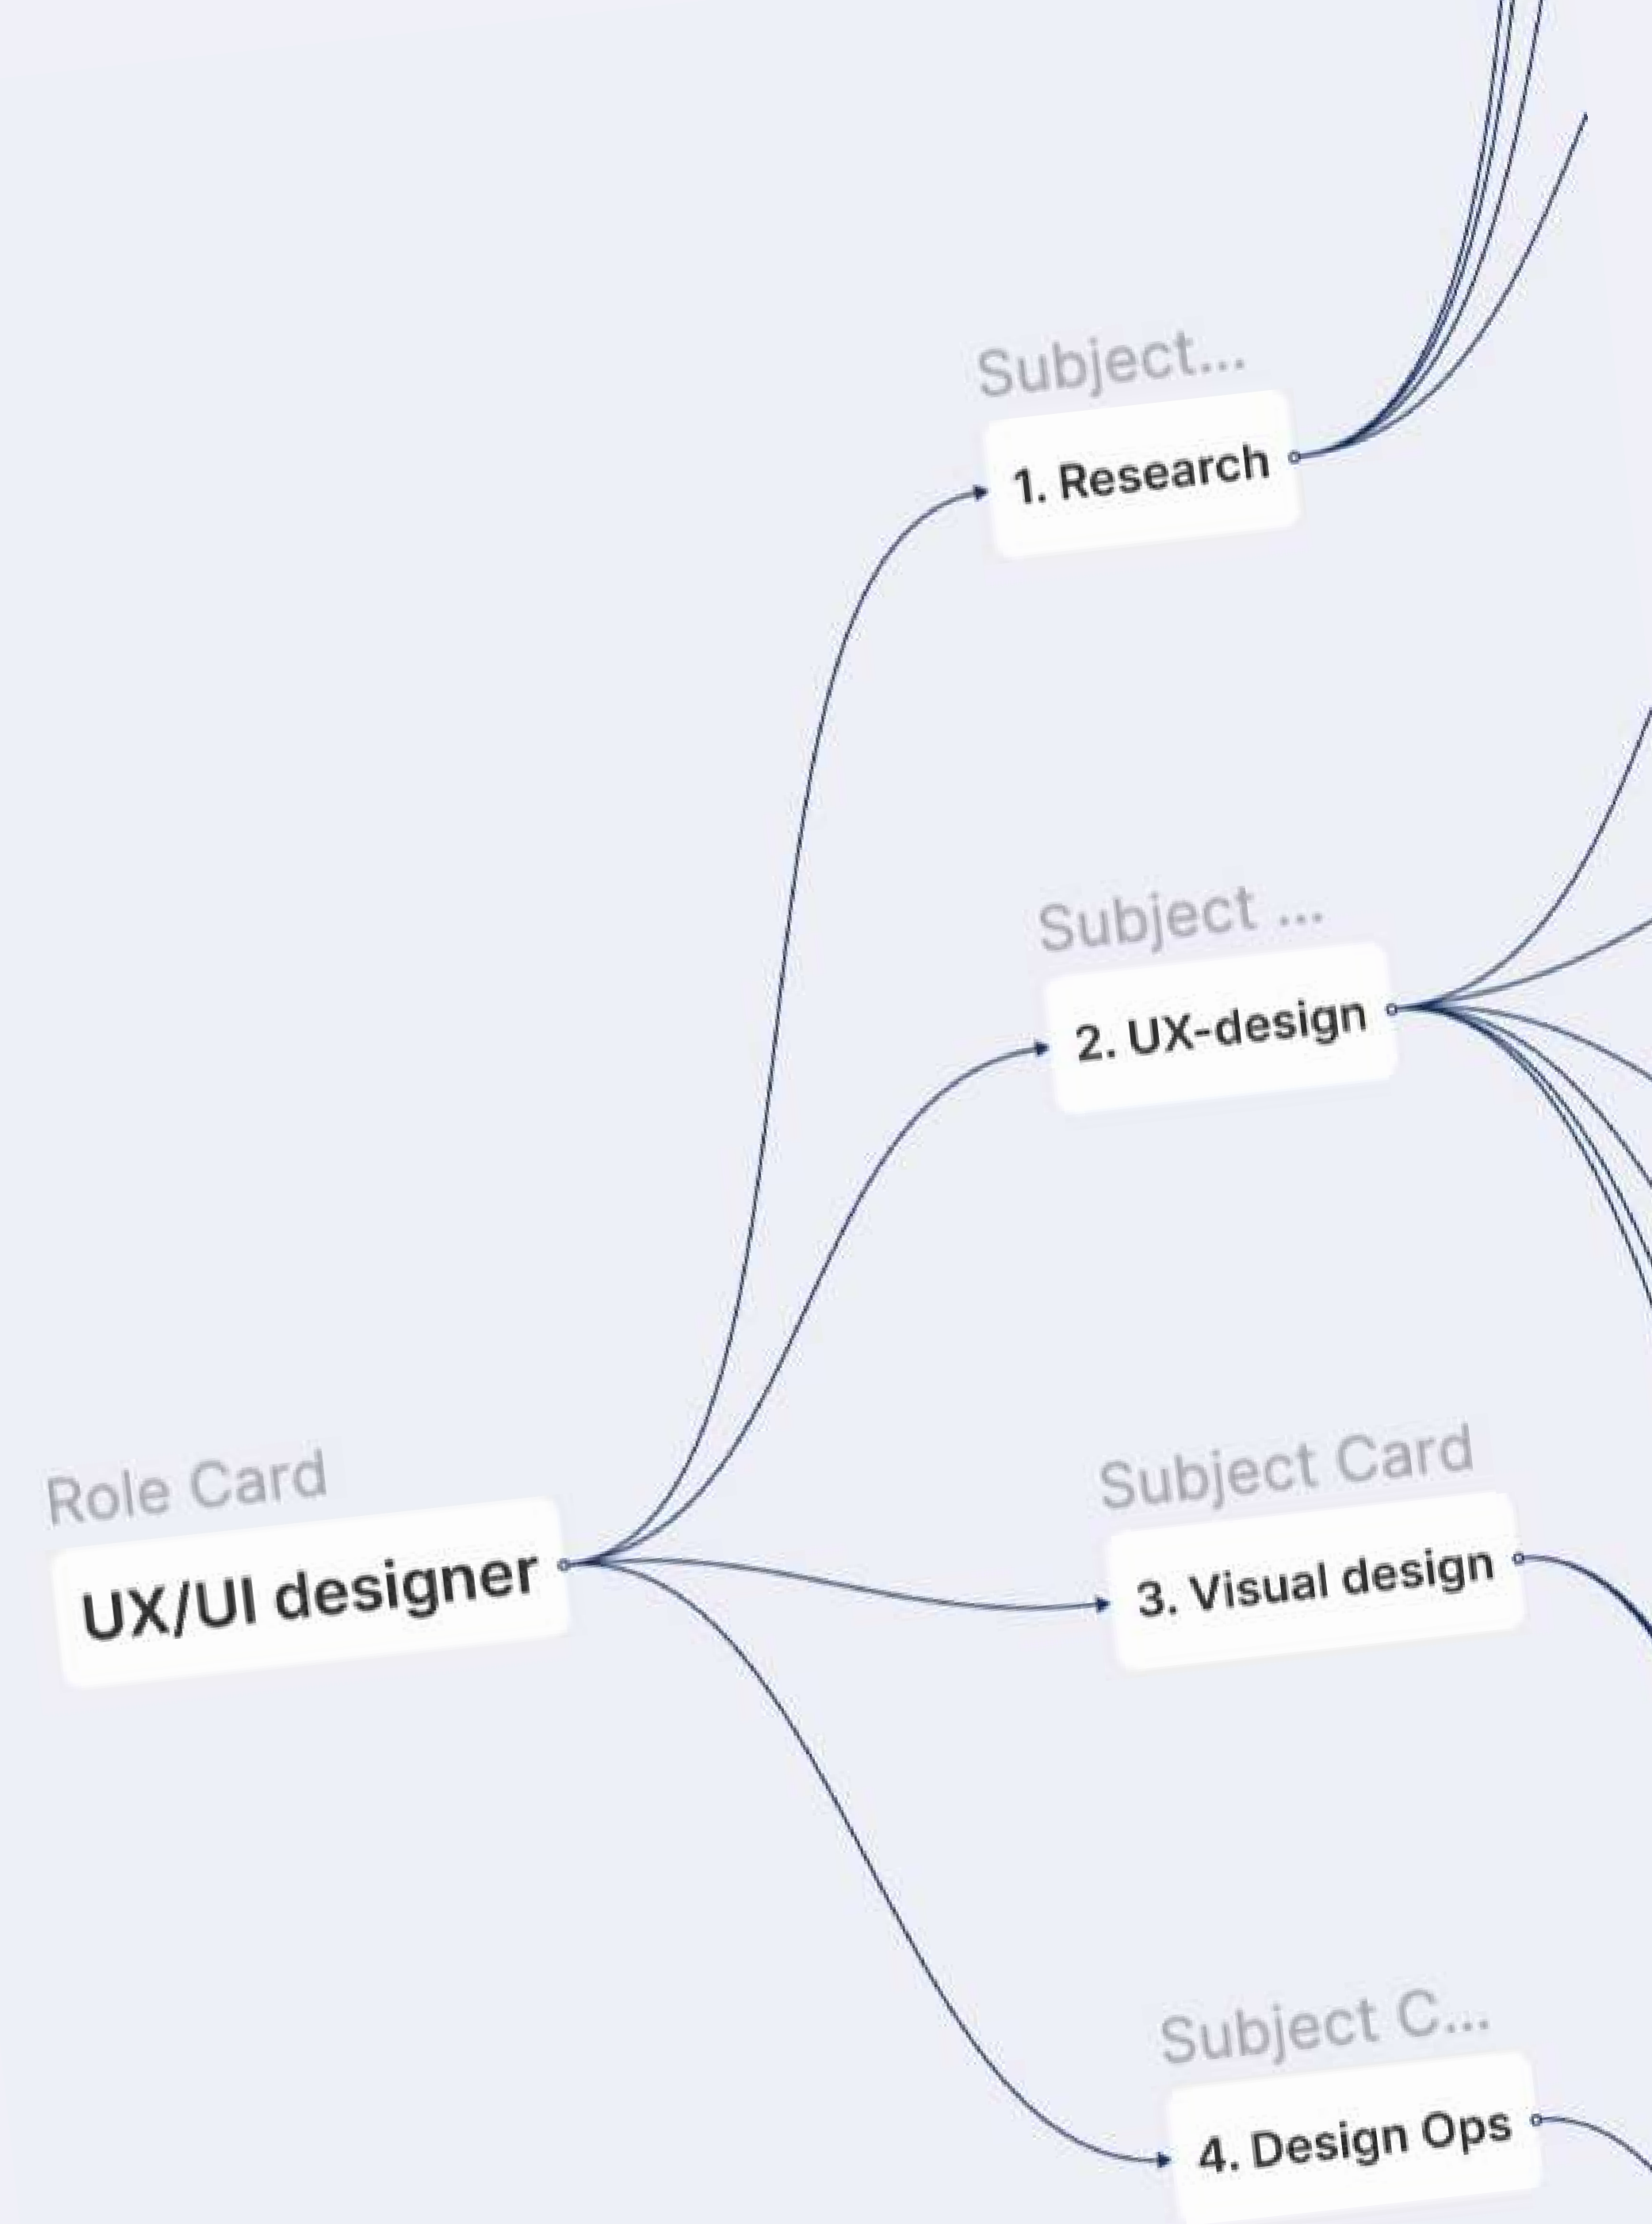 Subject...
1. Research
Subject ...
2. UX-design
Role Card
UX/UI designer
Subject Card
3. Visual design
Subject C...
4. Design Ops